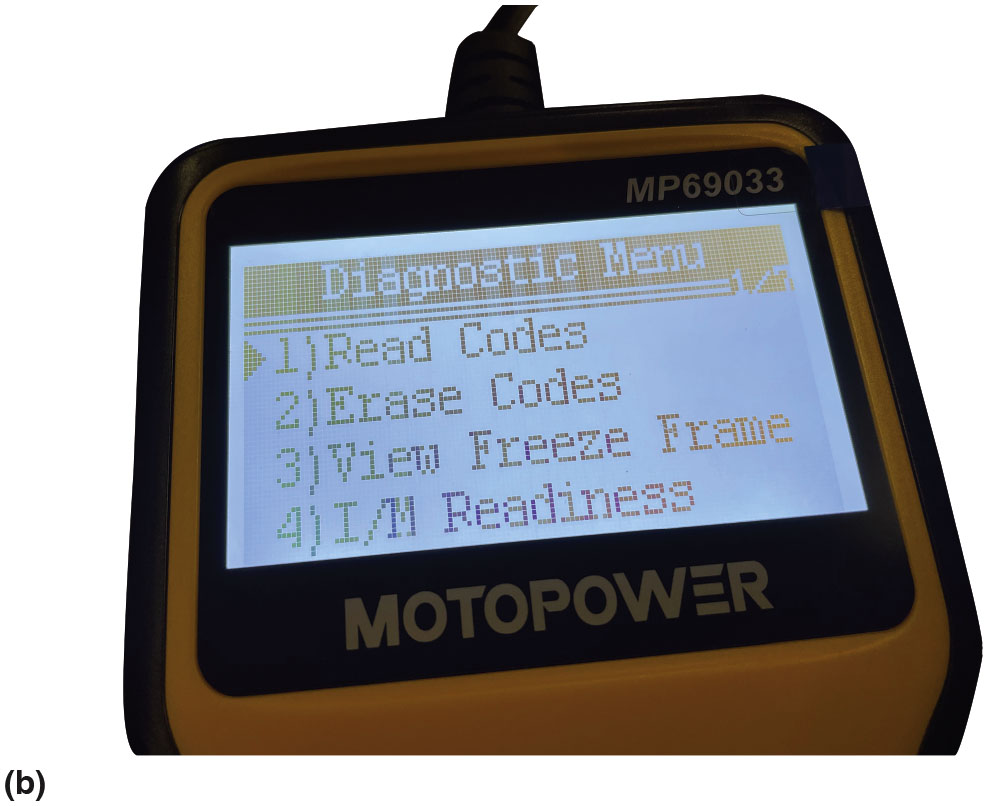 MP69033
Diagnostic Menu
1)Read Codes
2)Erase Codes
3)View Freeze Frame
4)I/M Readiness
MOTOPOWER
(b)